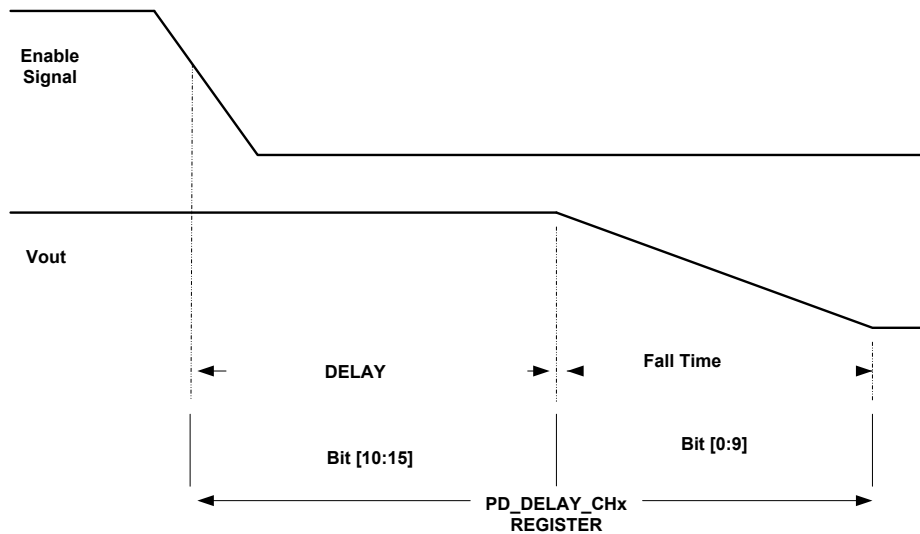 Enable
Signal
Vout
DELAY
Fall Time
Bit [10:15]
Bit [0:9]
PD_DELAY_CHx
REGISTER